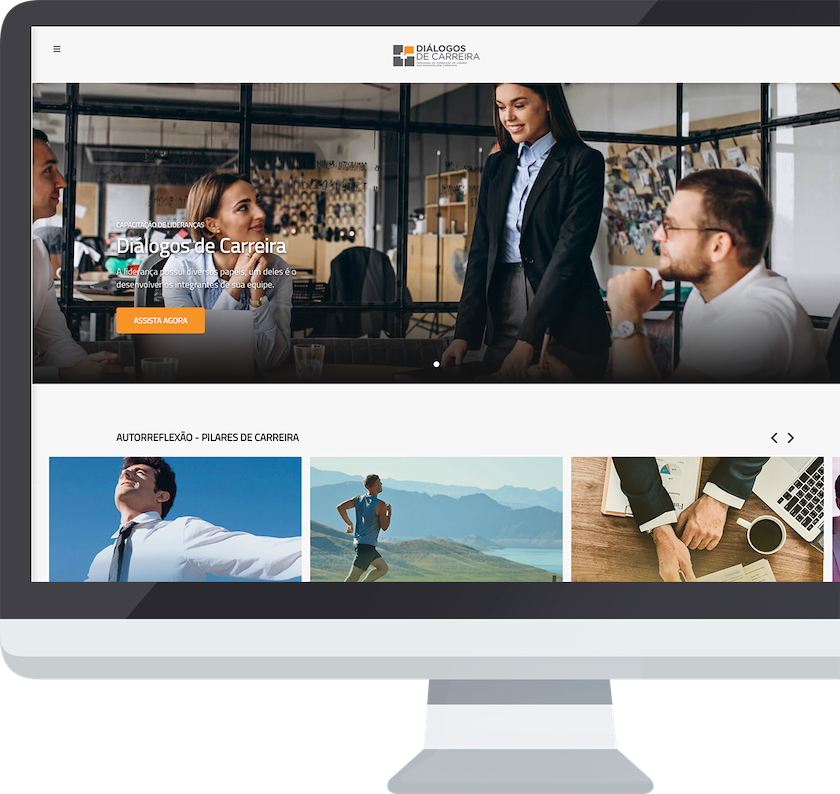 DIÁLOGOS
DE CARREIRA
CAPACITAÇÃO DE LIDERANÇAS
Diálogos de Carreira
A liderança possui diversos papéis, um deles é o
desenvolver os integrantes de sua equipe.
ASSISTA AGORA
AUTORREFLEXÃO - PILARES DE CARREIRA